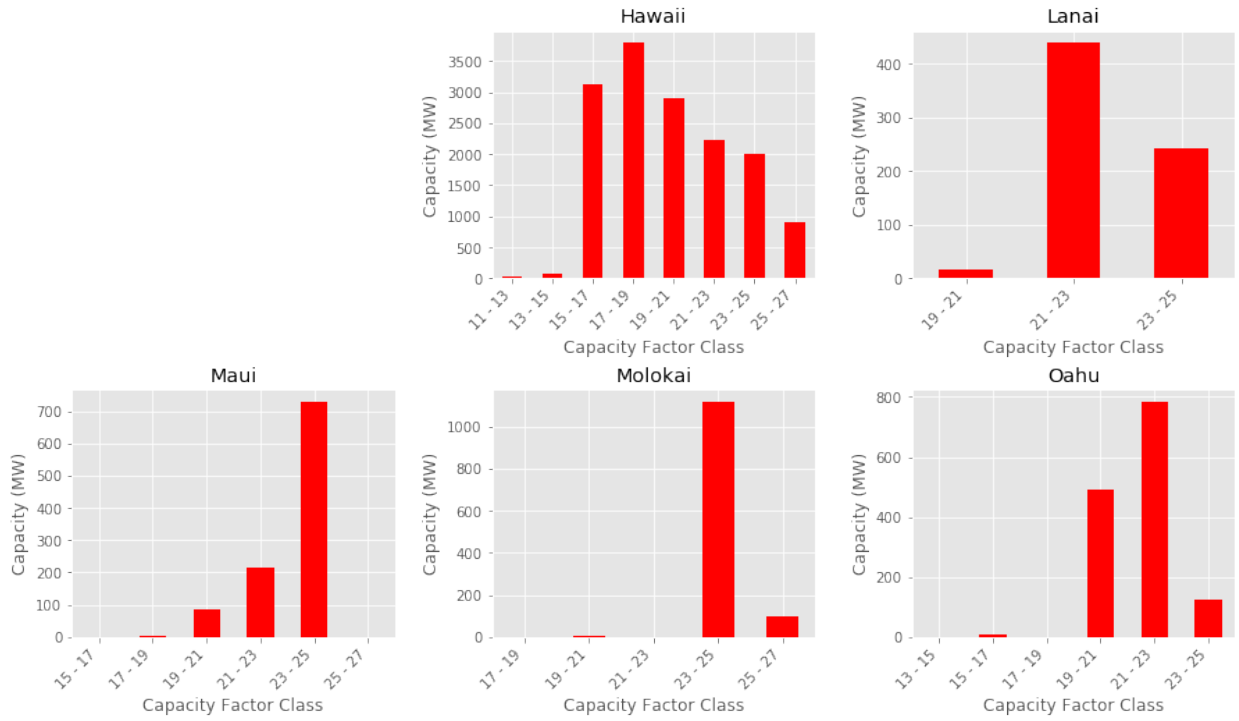 Hawaii
Capacity (MW)
3500
3000
2500
2000
1500
1000
500
0
11 - 13
13 - 15
15 - 17
17 - 19
19 - 21
21 - 23
23 - 25
25 - 27
Capacity Factor Class
Lanai
Capacity (MW)
400
300
200
100
0
19 - 21
21 - 23
23 - 25
Capacity Factor Class
Maui
Capacity (MW)
700
600
500
400
300
200
100
0
15 - 17
17 - 19
19 - 21
21 - 23
23 - 25
25 - 27
Capacity Factor Class
Molokai
Capacity (MW)
1000
800
600
400
200
0
17 - 19
19 - 21
21 - 23
23 - 25
25 - 27
Capacity Factor Class
Oahu
Capacity (MW)
800
600
400
200
0
13 - 15
15 - 17
17 - 19
19 - 21
21 - 23
23 - 25
Capacity Factor Class